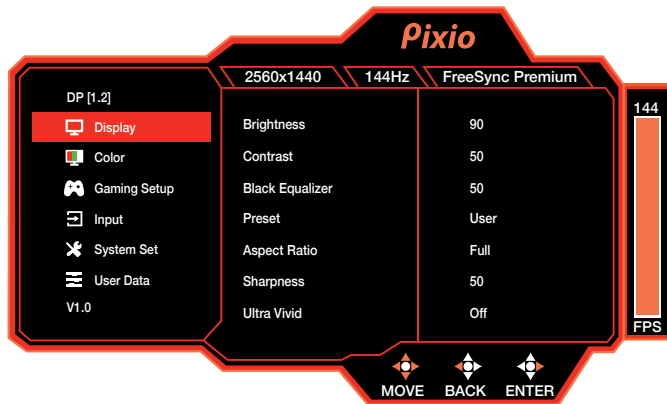 Pixio
2560x1440 144Hz FreeSync Premium
DP [1.2]
Display
Color
Gaming Setup
Input
System Set
User Data
V1.0
Brightness 90
Contrast 50
Black Equalizer 50
Preset User
Aspect Ratio Full
Sharpness 50
Ultra Vivid Off
144
FPS
MOVE BACK ENTER